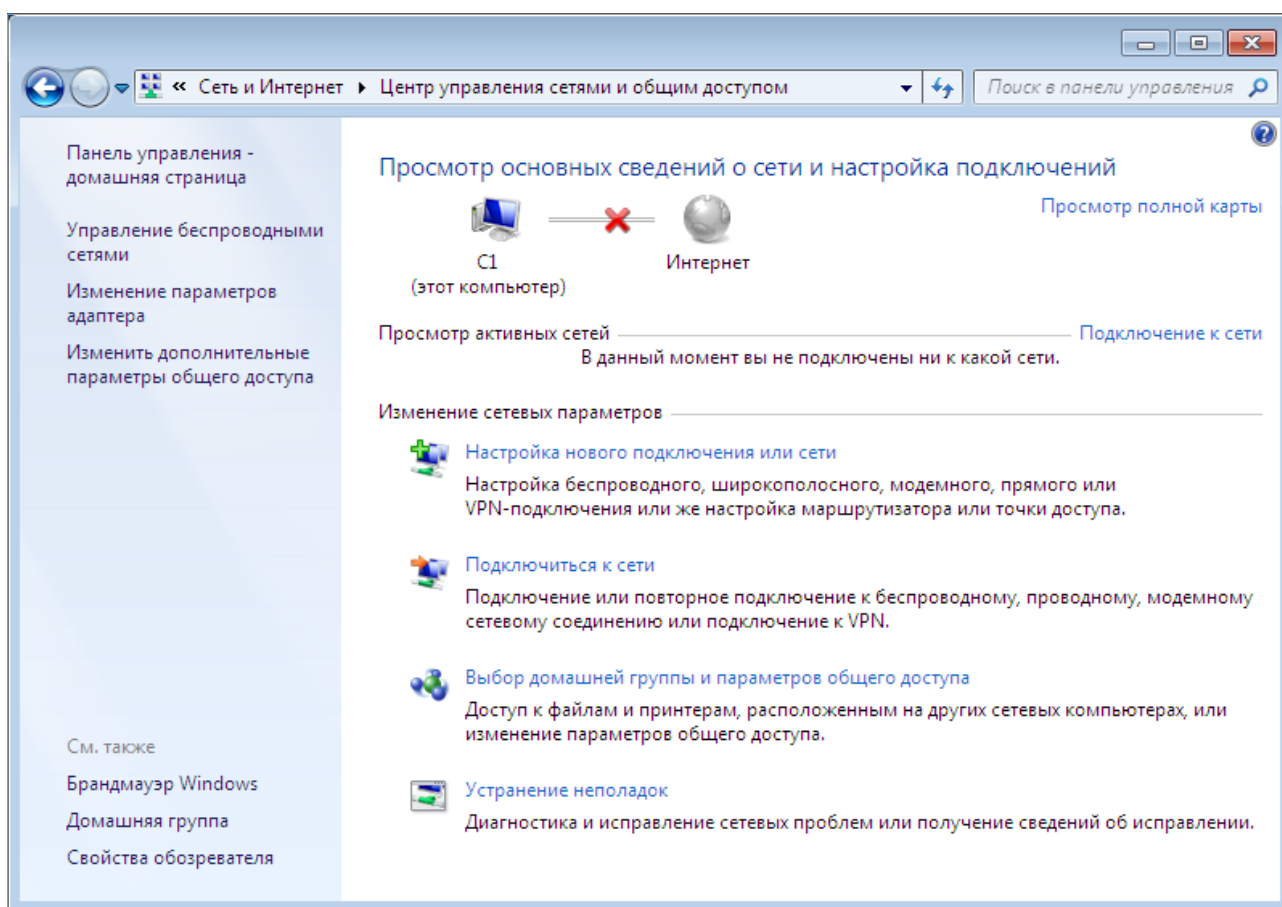 « Сеть и Интернет ▸ Центр управления сетями и общим доступом
Поиск в панели управления
Панель управления -
домашняя страница
Управление беспроводными
сетями
Изменение параметров
адаптера
Изменить дополнительные
параметры общего доступа
См. также
Брандмауэр Windows
Домашняя группа
Свойства обозревателя
Просмотр основных сведений о сети и настройка подключений
Просмотр полной карты
C1
(этот компьютер)
Интернет
Просмотр активных сетей
Подключение к сети
В данный момент вы не подключены ни к какой сети.
Изменение сетевых параметров
Настройка нового подключения или сети
Настройка беспроводного, широкополосного, модемного, прямого или
VPN-подключения или же настройка маршрутизатора или точки доступа.
Подключиться к сети
Подключение или повторное подключение к беспроводному, проводному, модемному
сетевому соединению или подключение к VPN.
Выбор домашней группы и параметров общего доступа
Доступ к файлам и принтерам, расположенным на других сетевых компьютерах, или
изменение параметров общего доступа.
Устранение неполадок
Диагностика и исправление сетевых проблем или получение сведений об исправлении.